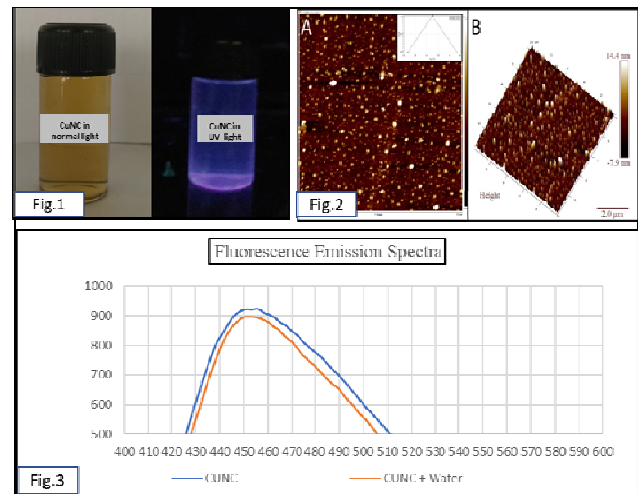 CuNC in
normal light
CuNC in
UV light
Fig.1
A
B
14.4 nm
-7.9 nm
Height
2.0 µm
Fig.2
Fluorescence Emission Spectra
1000
900
800
700
600
500
400 410 420 430 440 450 460 470 480 490 500 510 520 530 540 550 560 570 580 590 600
CUNC
CUNC + Water
Fig.3